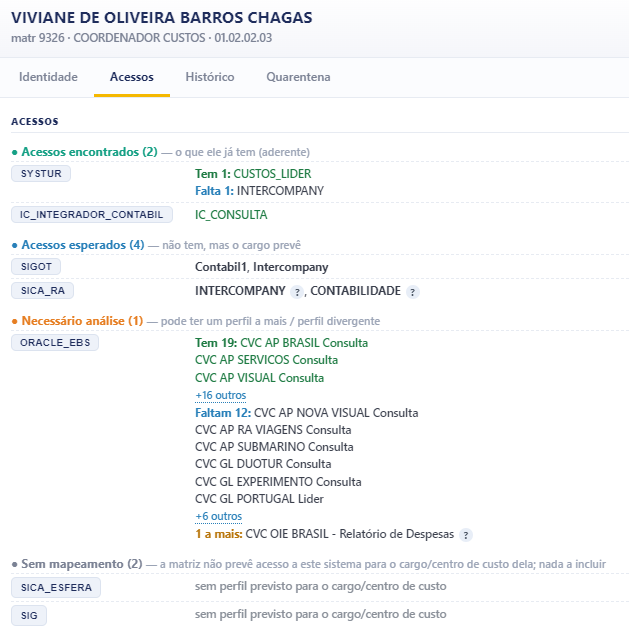 VIVIANE DE OLIVEIRA BARROS CHAGAS
matr 9326 · COORDENADOR CUSTOS · 01.02.02.03
Identidade Acessos Histórico Quarentena
ACESSOS
• Acessos encontrados (2) — o que ele já tem (aderente)
SYSTUR Tem 1: CUSTOS_LIDER
Falta 1: INTERCOMPANY
IC_INTEGRADOR_CONTABIL IC_CONSULTA
• Acessos esperados (4) — não tem, mas o cargo prevê
SIGOT Contabil1, Intercompany
SICA_RA INTERCOMPANY ?, CONTABILIDADE ?
• Necessário análise (1) — pode ter um perfil a mais / perfil divergente
ORACLE_EBS Tem 19: CVC AP BRASIL Consulta
CVC AP SERVICOS Consulta
CVC AP VISUAL Consulta
+16 outros
Faltam 12: CVC AP NOVA VISUAL Consulta
CVC AP RA VIAGENS Consulta
CVC AP SUBMARINO Consulta
CVC GL DUOTUR Consulta
CVC GL EXPERIMENTO Consulta
CVC GL PORTUGAL Lider
+6 outros
1 a mais: CVC OIE BRASIL - Relatório de Despesas ?
• Sem mapeamento (2) — a matriz não prevê acesso a este sistema para o cargo/centro de custo dela; nada a incluir
SICA_ESFERA sem perfil previsto para o cargo/centro de custo
SIG sem perfil previsto para o cargo/centro de custo